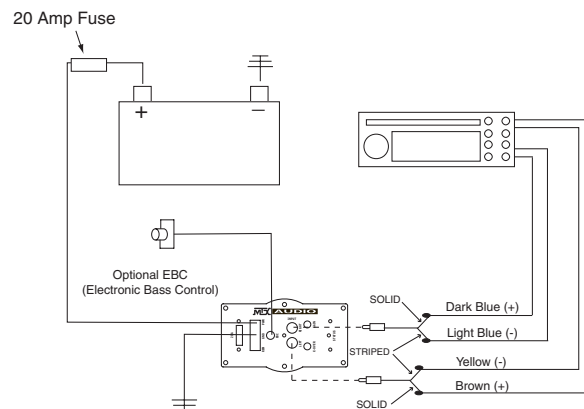 20 Amp Fuse
+
–
Optional EBC
(Electronic Bass Control)
MTX AUDIO
INPUT
SOLID
Dark Blue (+)
Light Blue (-)
STRIPED
Yellow (-)
Brown (+)
SOLID